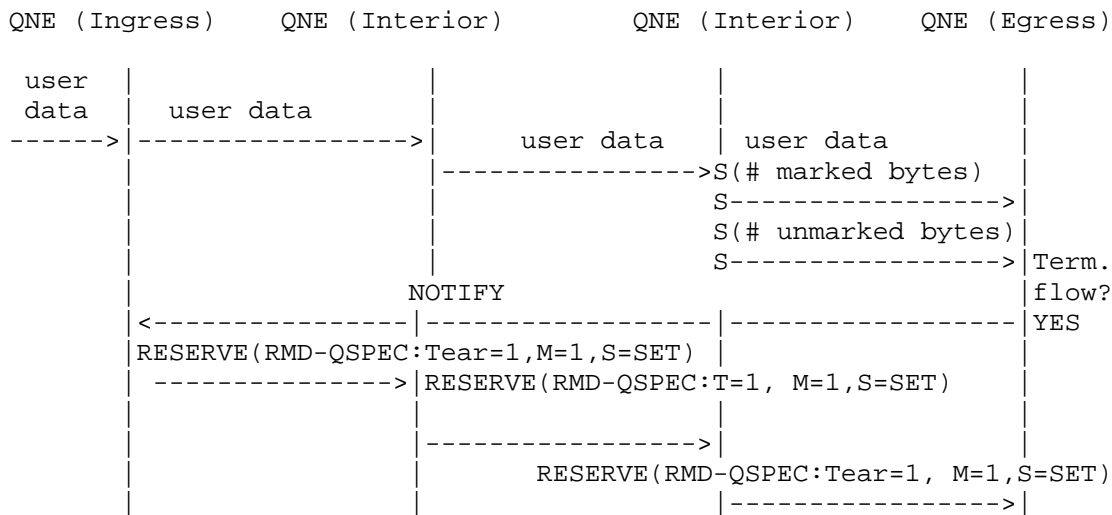 QNE (Ingress) QNE (Interior) QNE (Interior) QNE (Egress)
user
data user data
user data user data
S(# marked bytes)
S
S(# unmarked bytes)
S Term.
NOTIFY flow?
YES
RESERVE(RMD-QSPEC:Tear=1,M=1,S=SET)
RESERVE(RMD-QSPEC:T=1, M=1,S=SET)
RESERVE(RMD-QSPEC:Tear=1, M=1,S=SET)